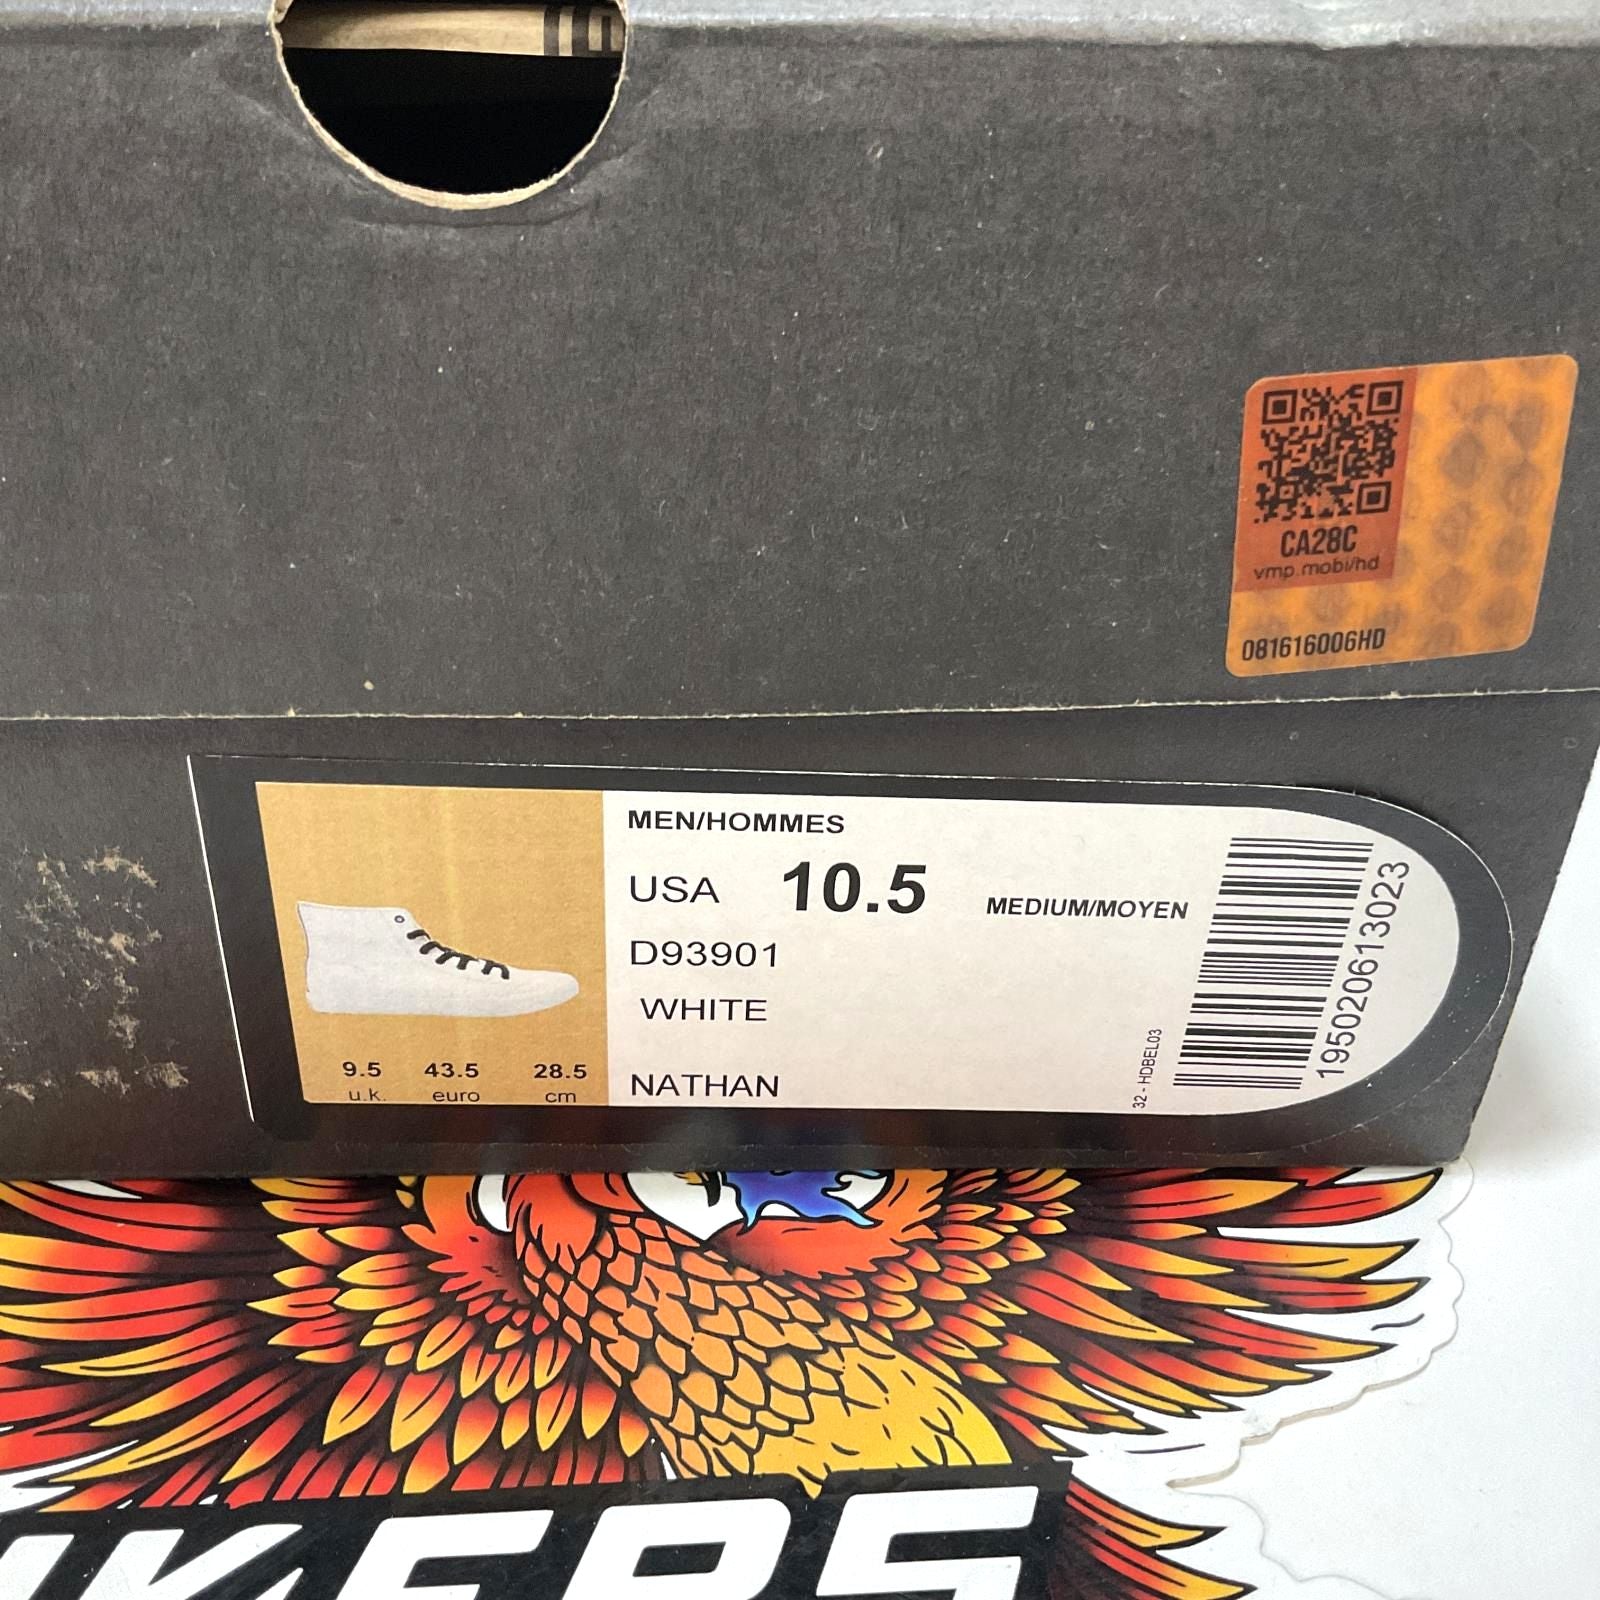 CA28C
vmp.mobi/hd
081616006HD
MEN/HOMMES
USA 10.5 MEDIUM/MOYEN
D93901
WHITE
NATHAN
9.5 43.5 28.5
u.k. euro cm
32 - HDBEL03
195020613023